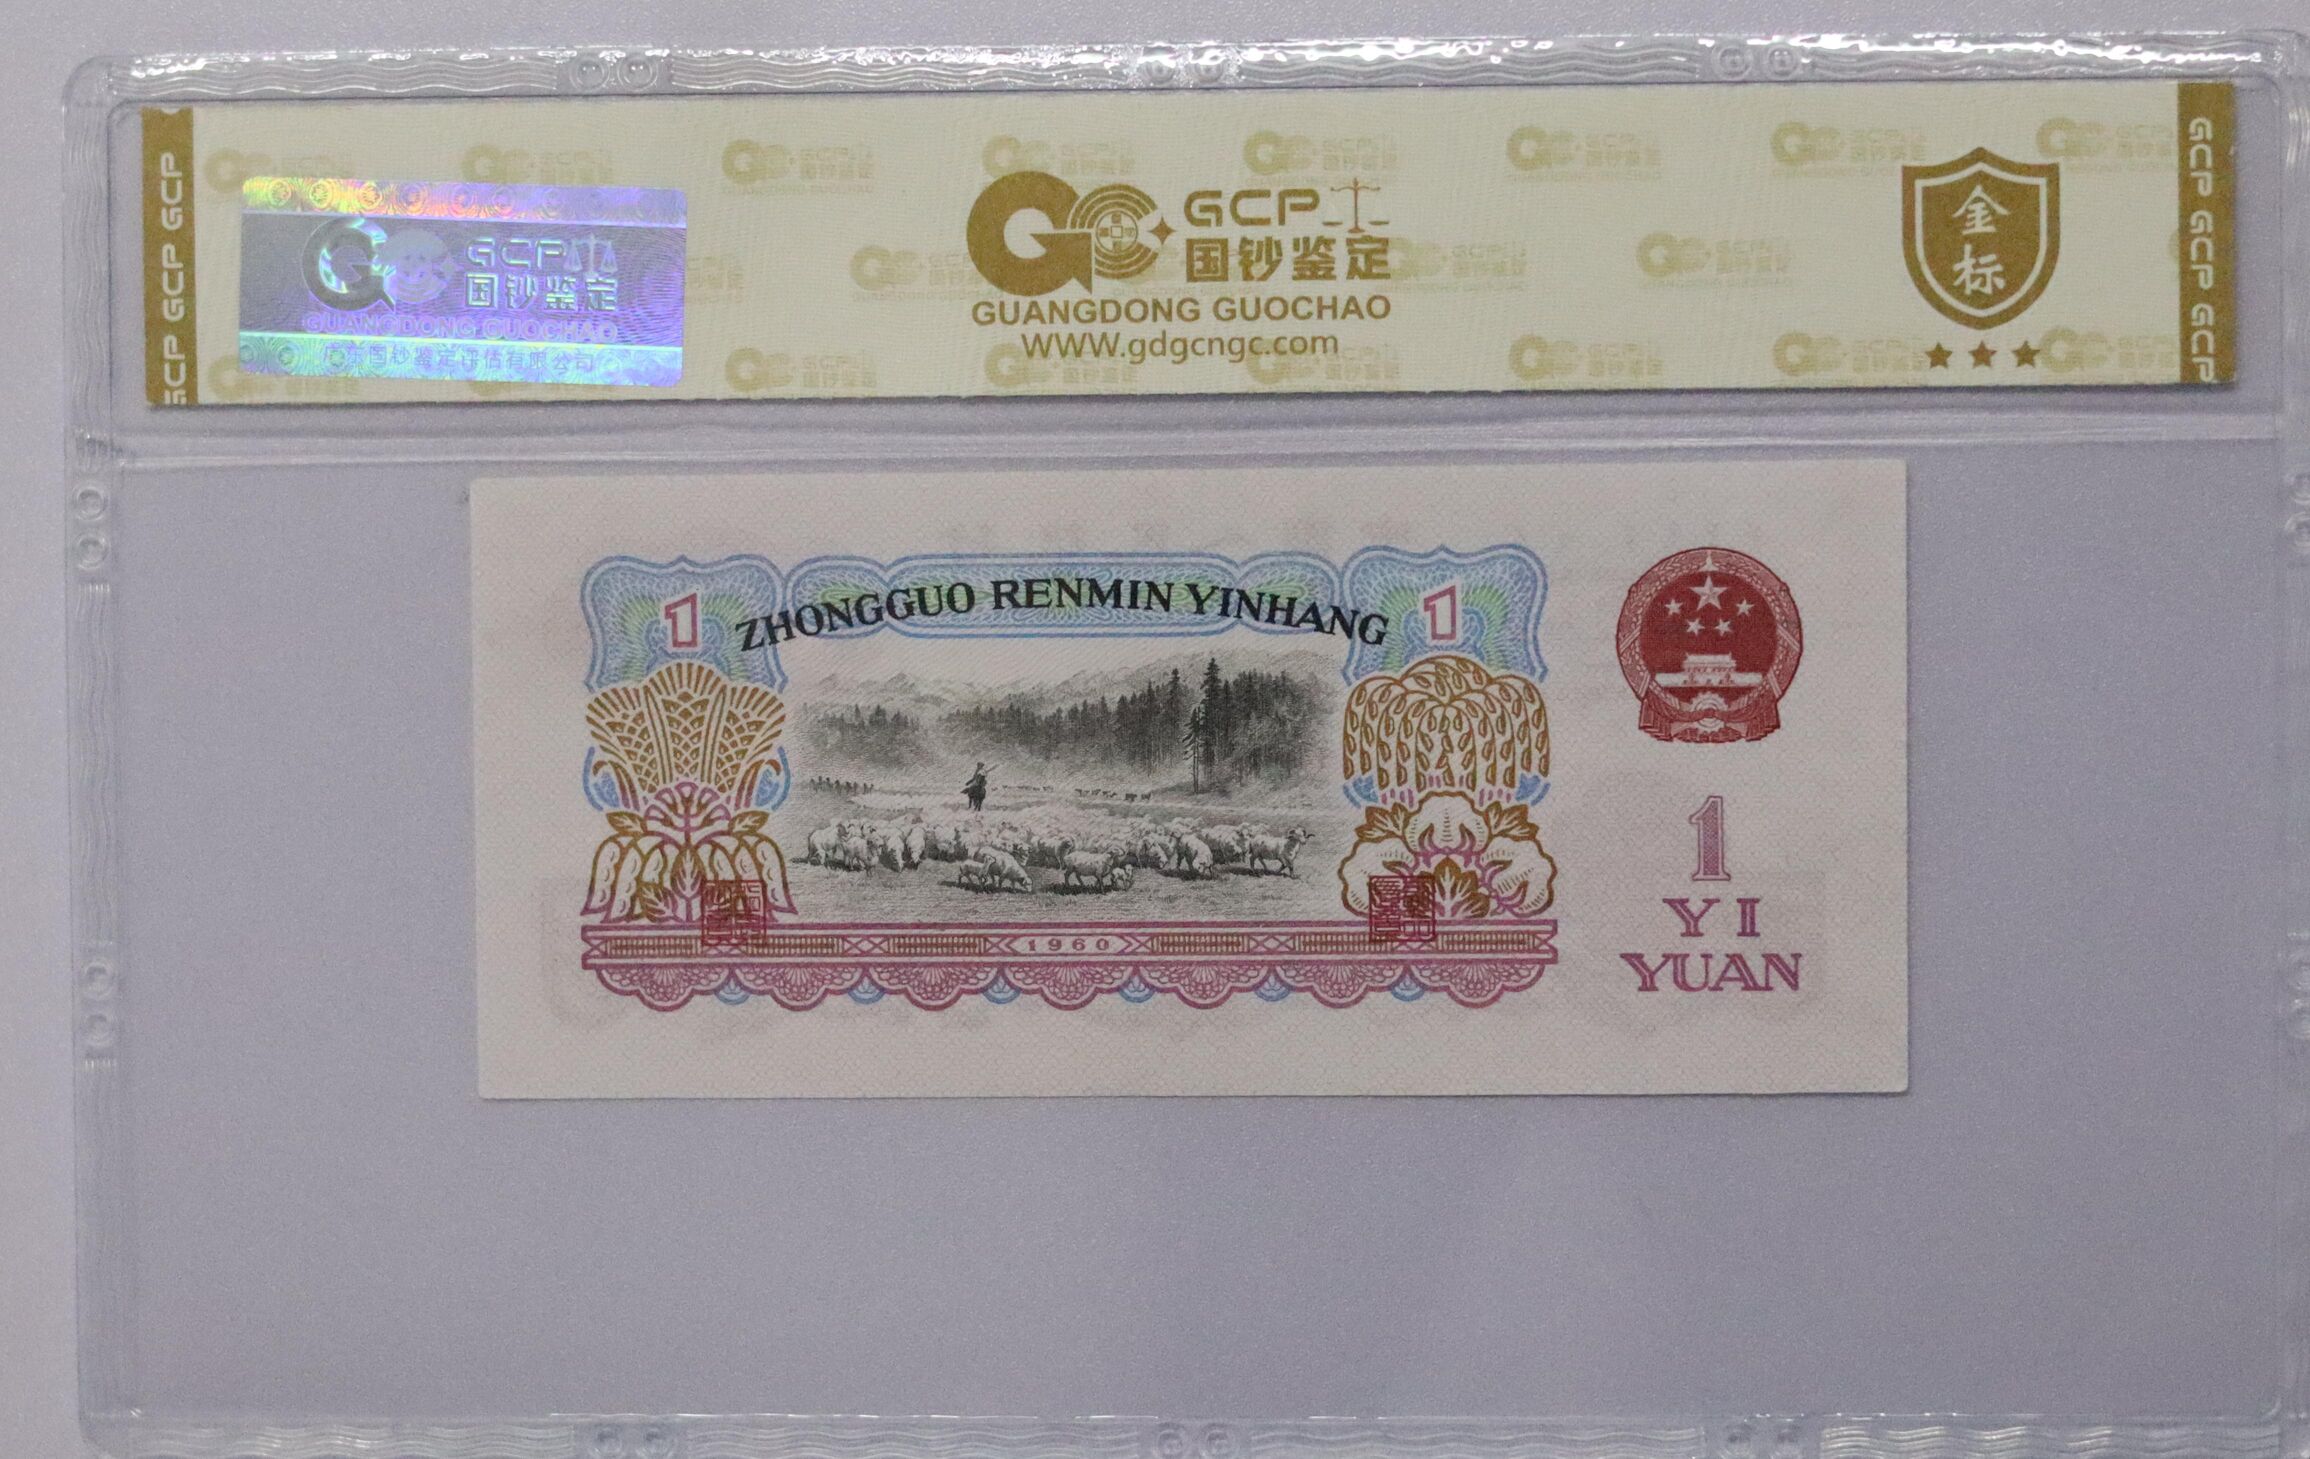 GCP GCP GCP
GCP
国钞鉴定
GUANGDONG GUOCHAO
广东国钞鉴定评估有限公司
GCP
国钞鉴定
GUANGDONG GUOCHAO
WWW.gdgcngc.com
金
标
GCP GCP GCP
ZHONGGUO RENMIN YINHANG
1
1
1960
1
YI
YUAN